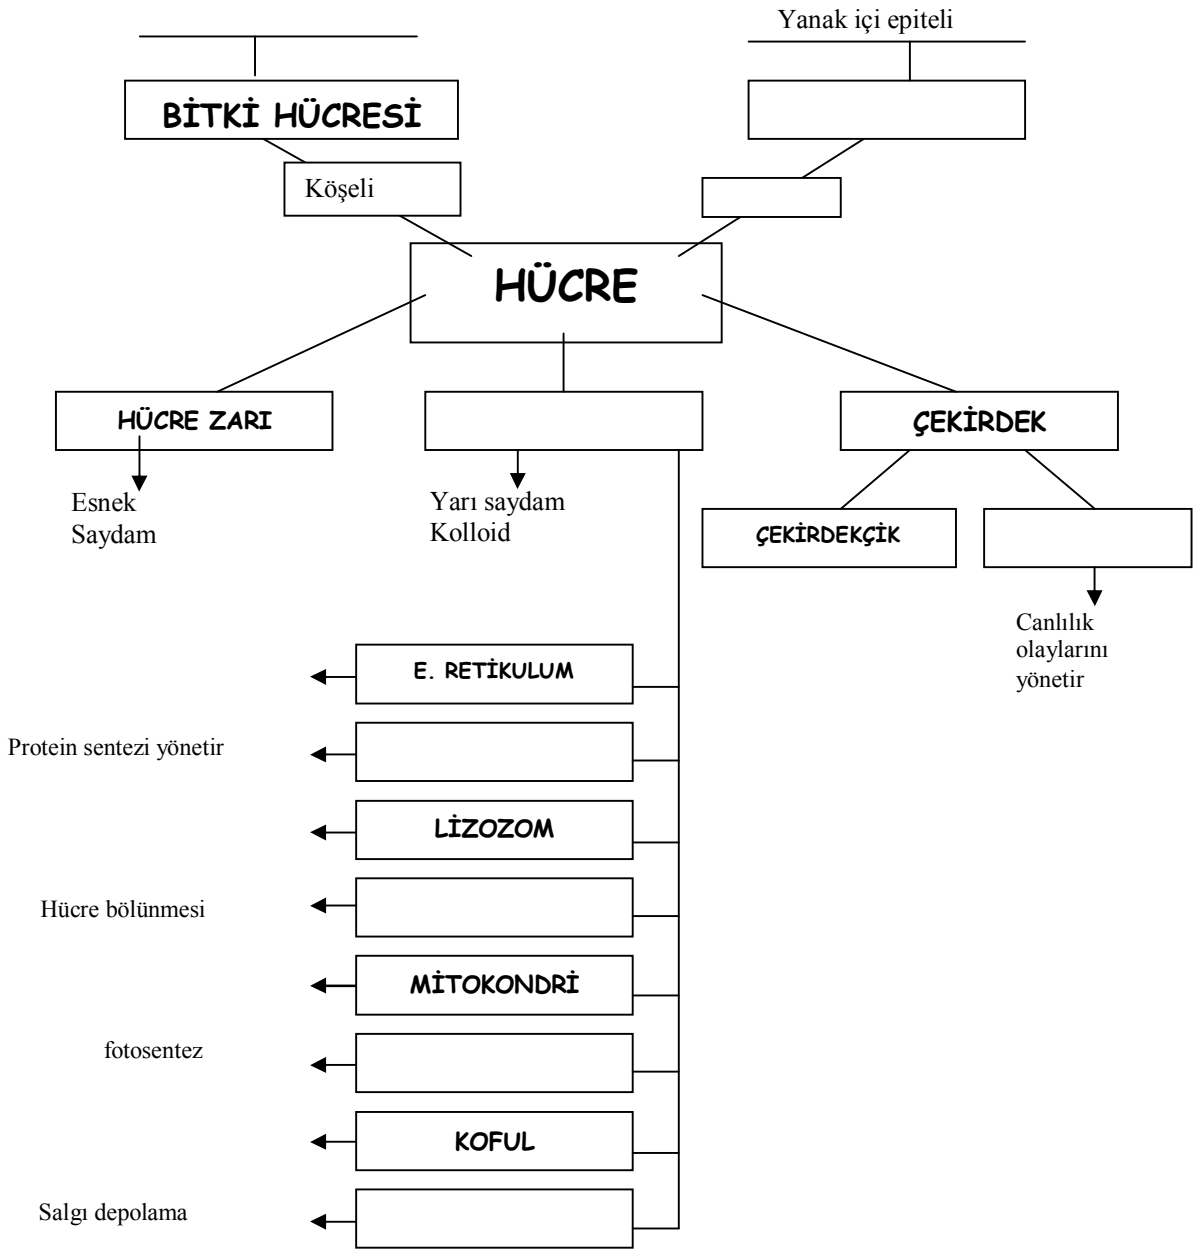 Yanak içi epiteli
BİTKİ HÜCRESİ
Köşeli
HÜCRE
HÜCRE ZARI
ÇEKİRDEK
Esnek
Saydam
Yarı saydam
Kolloid
ÇEKİRDEKÇİK
Canlılık
olaylarını
yönetir
E. RETİKULUM
Protein sentezi yönetir
LİZOZOM
Hücre bölünmesi
MİTOKONDRİ
fotosentez
KOFUL
Salgı depolama